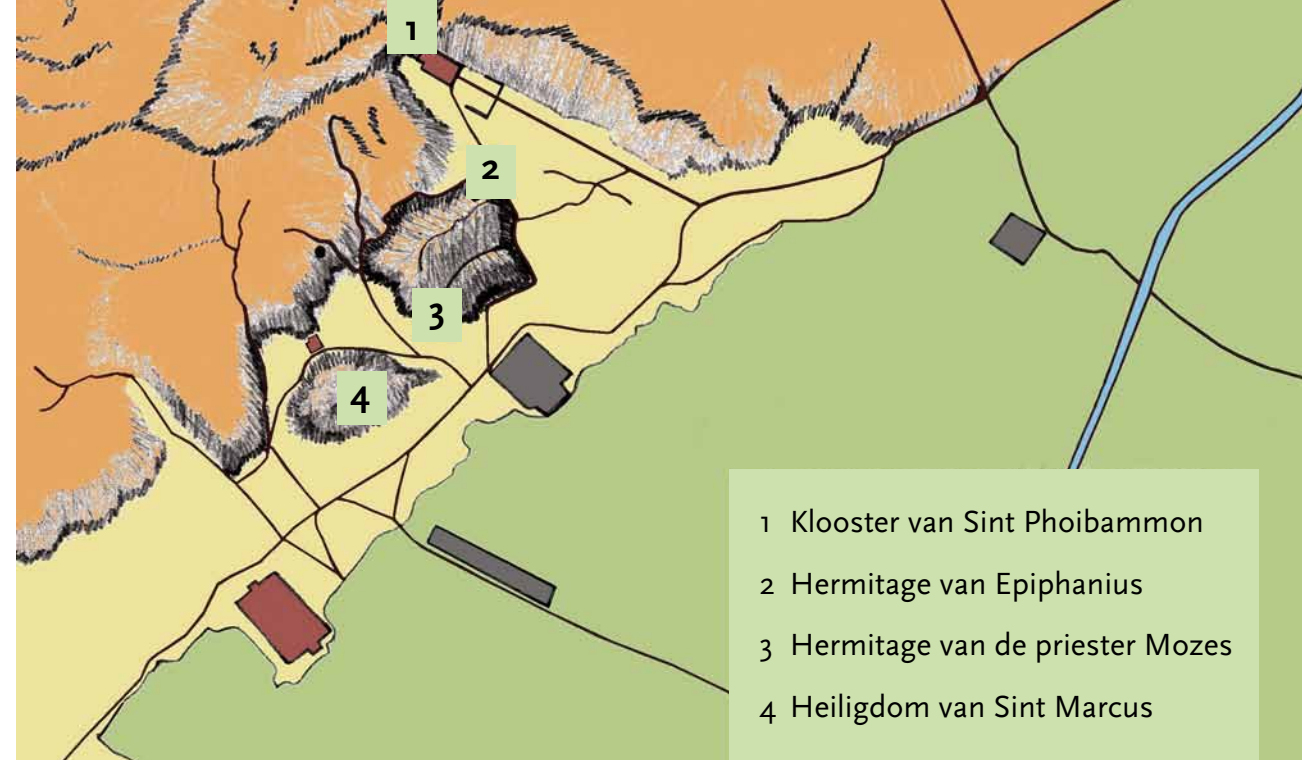 1
2
3
4
1 Klooster van Sint Phoibammon
2 Hermitage van Epiphanius
3 Hermitage van de priester Mozes
4 Heiligdom van Sint Marcus